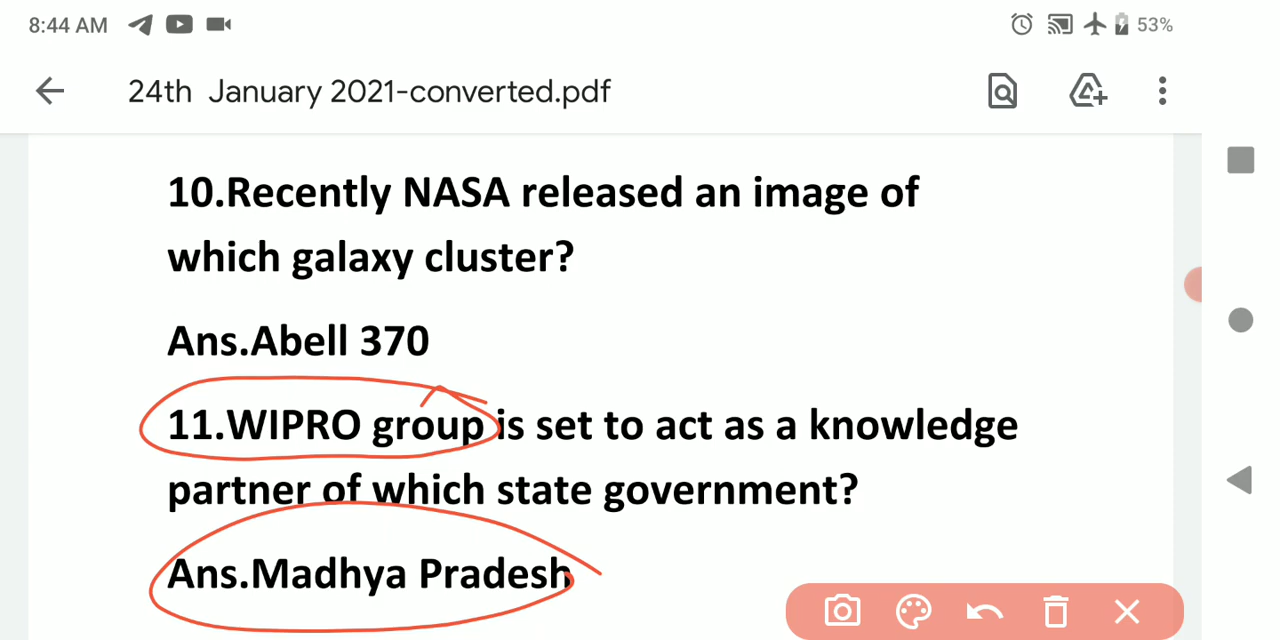 8:44 AM 53%
24th January 2021-converted.pdf
10.Recently NASA released an image of
which galaxy cluster?
Ans.Abell 370
11.WIPRO group is set to act as a knowledge
partner of which state government?
Ans.Madhya Pradesh